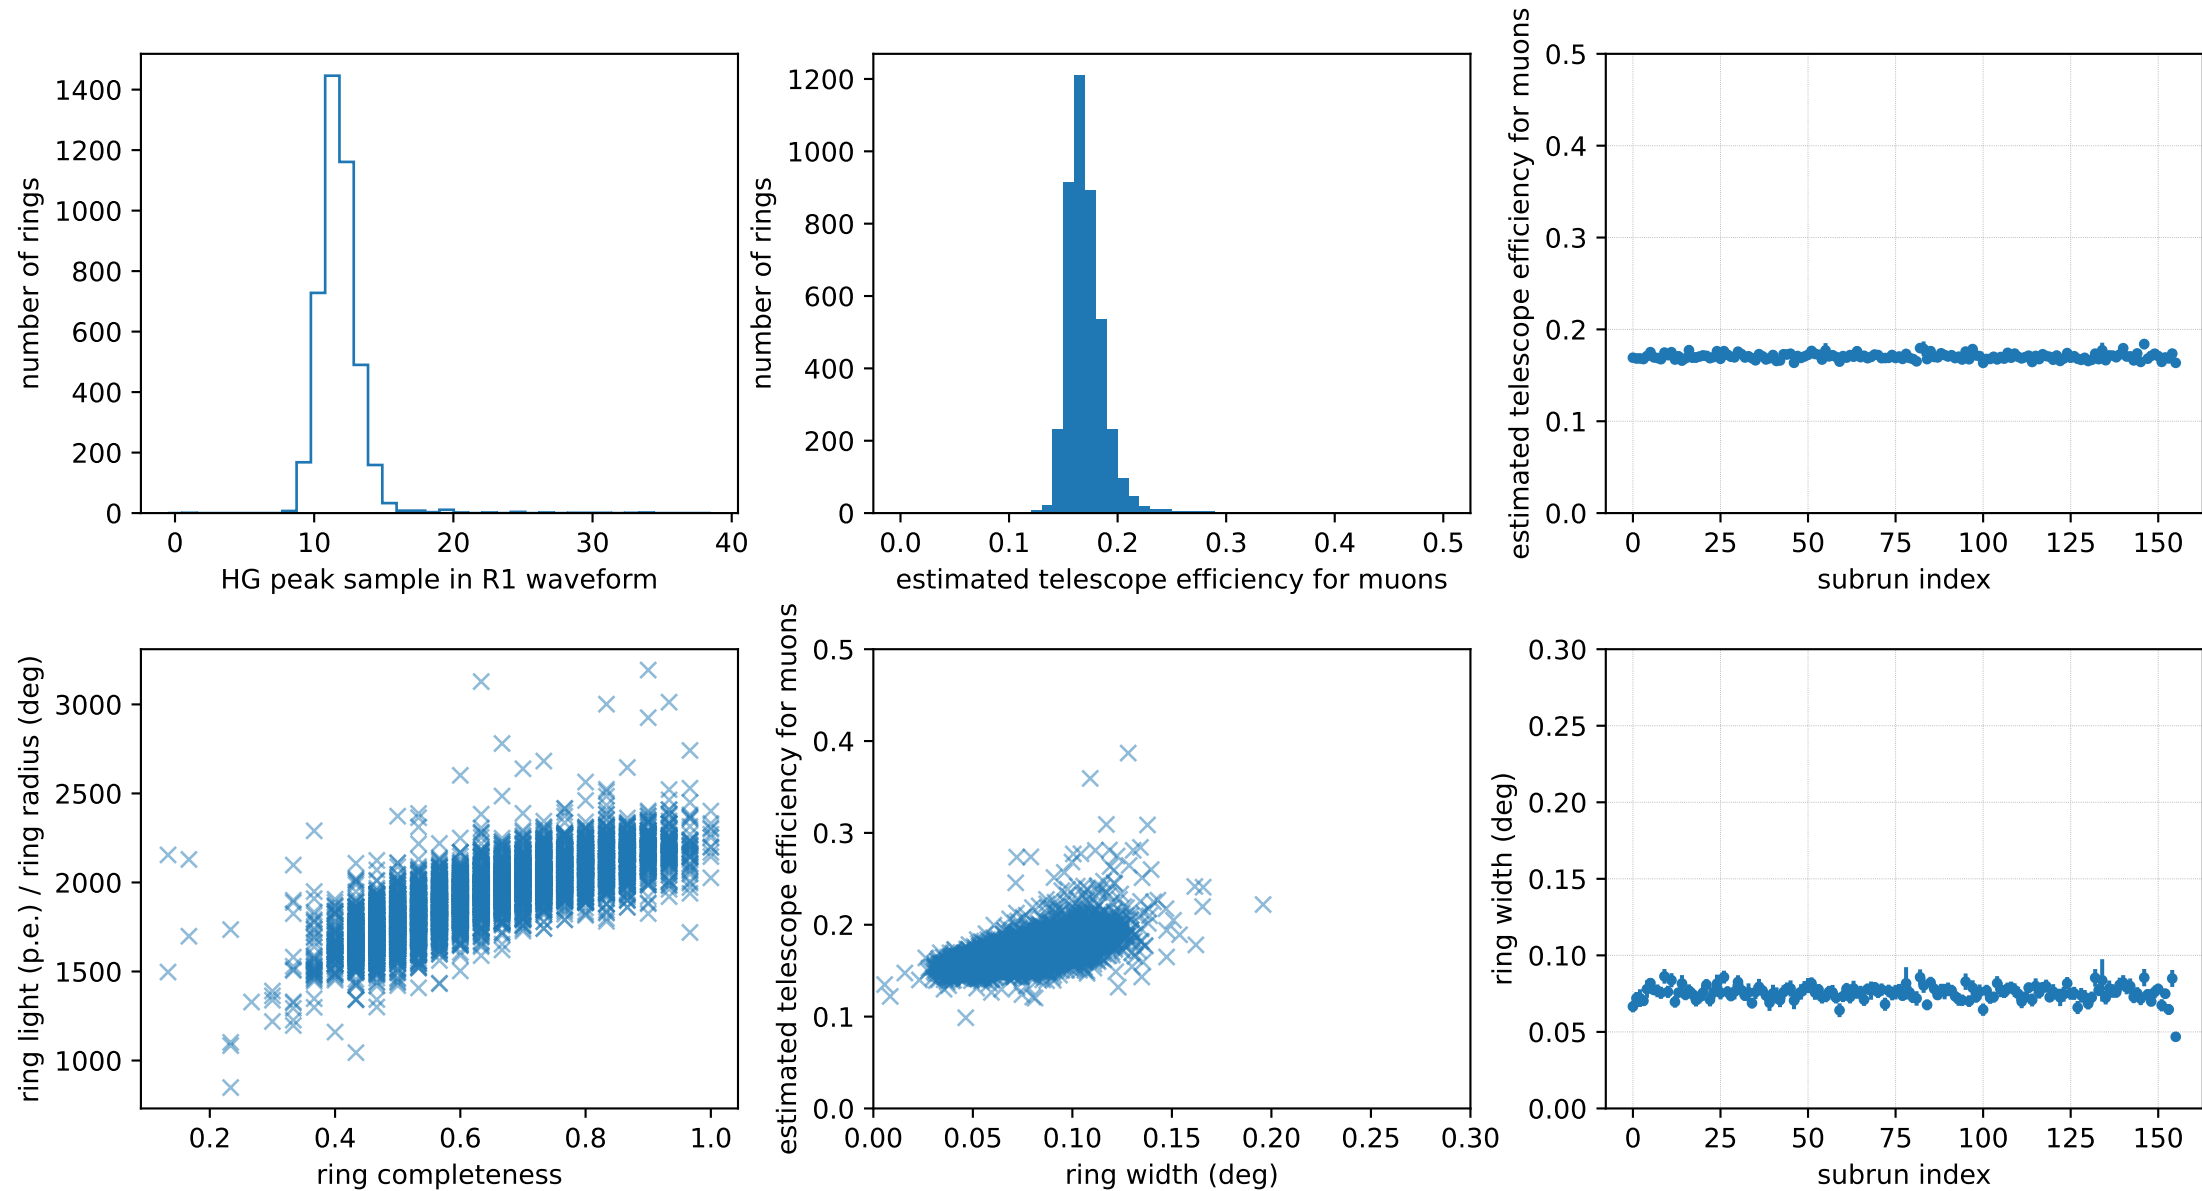 number of rings
1400
1200
1000
800
600
400
200
0
0 10 20 30 40
HG peak sample in R1 waveform
number of rings
1200
1000
800
600
400
200
0
0.0 0.1 0.2 0.3 0.4 0.5
estimated telescope efficiency for muons
estimated telescope efficiency for muons
0.5
0.4
0.3
0.2
0.1
0.0
0 25 50 75 100 125 150
subrun index
ring light (p.e.) / ring radius (deg)
3000
2500
2000
1500
1000
0.2 0.4 0.6 0.8 1.0
ring completeness
estimated telescope efficiency for muons
0.5
0.4
0.3
0.2
0.1
0.0
0.00 0.05 0.10 0.15 0.20 0.25 0.30
ring width (deg)
ring width (deg)
0.30
0.25
0.20
0.15
0.10
0.05
0.00
0 25 50 75 100 125 150
subrun index